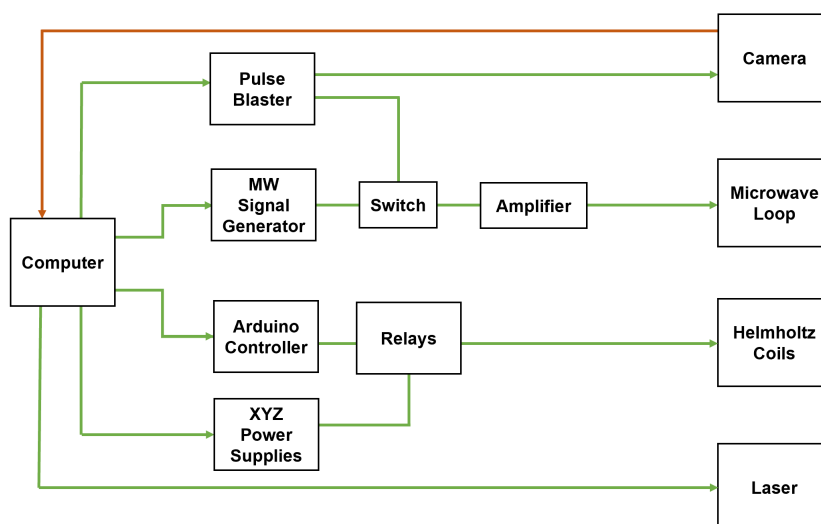 Camera
Pulse
Blaster
MW
Signal
Generator
Switch
Amplifier
Microwave
Loop
Computer
Arduino
Controller
Relays
Helmholtz
Coils
XYZ
Power
Supplies
Laser